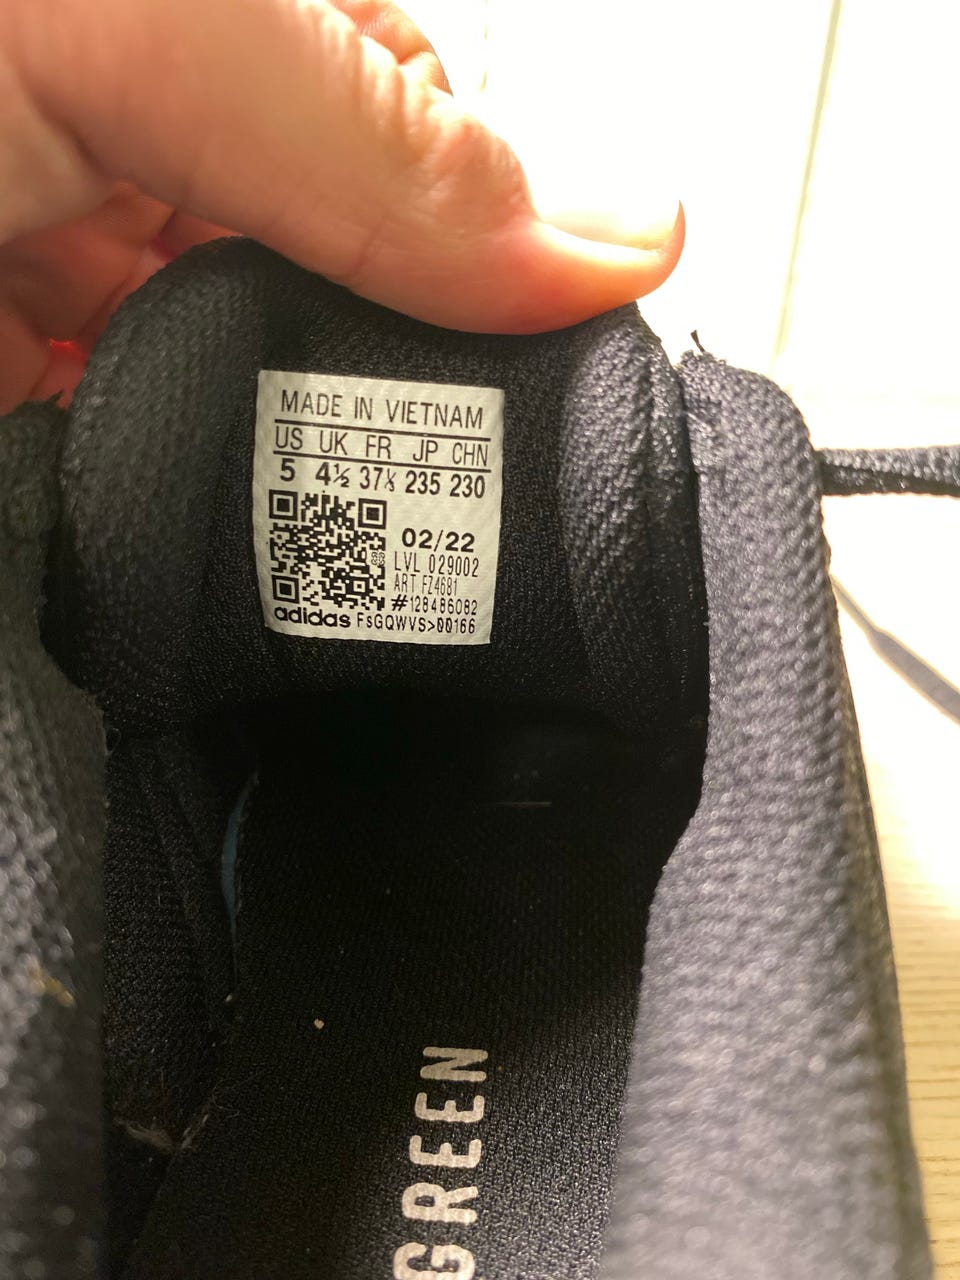 MADE IN VIETNAM
US UK FR JP CHN
5 4½ 37⅓ 235 230
02/22
LVL 029002
ART FZ4681
#128486082
adidas FsGQWVS>00166
GREEN